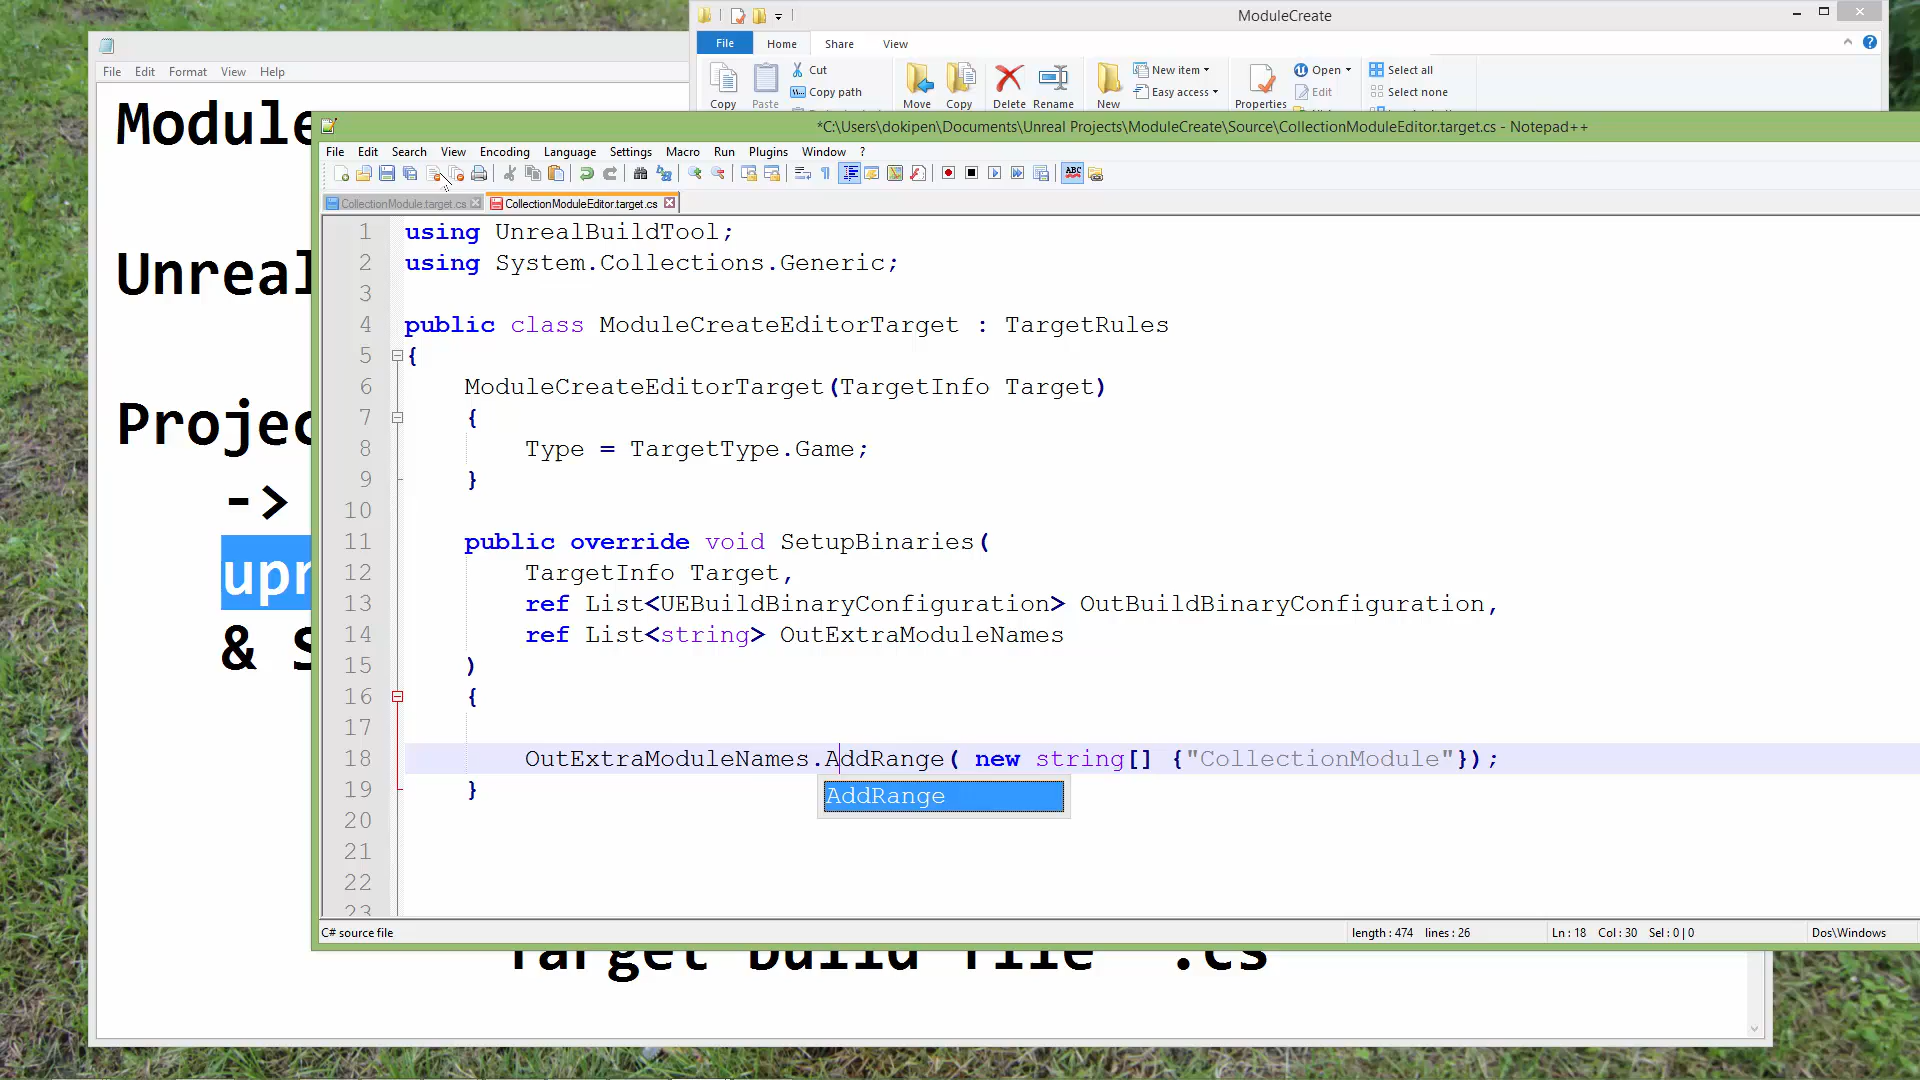 ModuleCreate
File Home Share View
Copy Paste Cut Copy path Move Copy Delete Rename New New item Easy access Properties Open Edit Select all Select none
File Edit Format View Help
Module
Unreal
Projec
->
upr
& S
Target build file .cs
*C:\Users\dokipen\Documents\Unreal Projects\ModuleCreate\Source\CollectionModuleEditor.target.cs - Notepad++
File Edit Search View Encoding Language Settings Macro Run Plugins Window ?
ABC
CollectionModule.target.cs CollectionModuleEditor.target.cs
1 using UnrealBuildTool;
2 using System.Collections.Generic;
3
4 public class ModuleCreateEditorTarget : TargetRules
5 {
6 ModuleCreateEditorTarget(TargetInfo Target)
7 {
8 Type = TargetType.Game;
9 }
10
11 public override void SetupBinaries(
12 TargetInfo Target,
13 ref List<UEBuildBinaryConfiguration> OutBuildBinaryConfiguration,
14 ref List<string> OutExtraModuleNames
15 )
16 {
17
18 OutExtraModuleNames.AddRange( new string[] {"CollectionModule"});
19 }
AddRange
20
21
22
23
C# source file length : 474 lines : 26 Ln : 18 Col : 30 Sel : 0 | 0 Dos\Windows